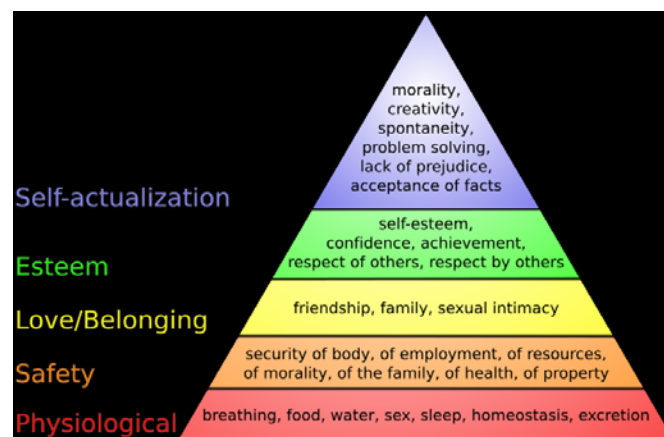 morality,
creativity,
spontaneity,
problem solving,
lack of prejudice,
acceptance of facts
Self-actualization
self-esteem,
confidence, achievement,
respect of others, respect by others
Esteem
friendship, family, sexual intimacy
Love/Belonging
security of body, of employment, of resources,
of morality, of the family, of health, of property
Safety
breathing, food, water, sex, sleep, homeostasis, excretion
Physiological